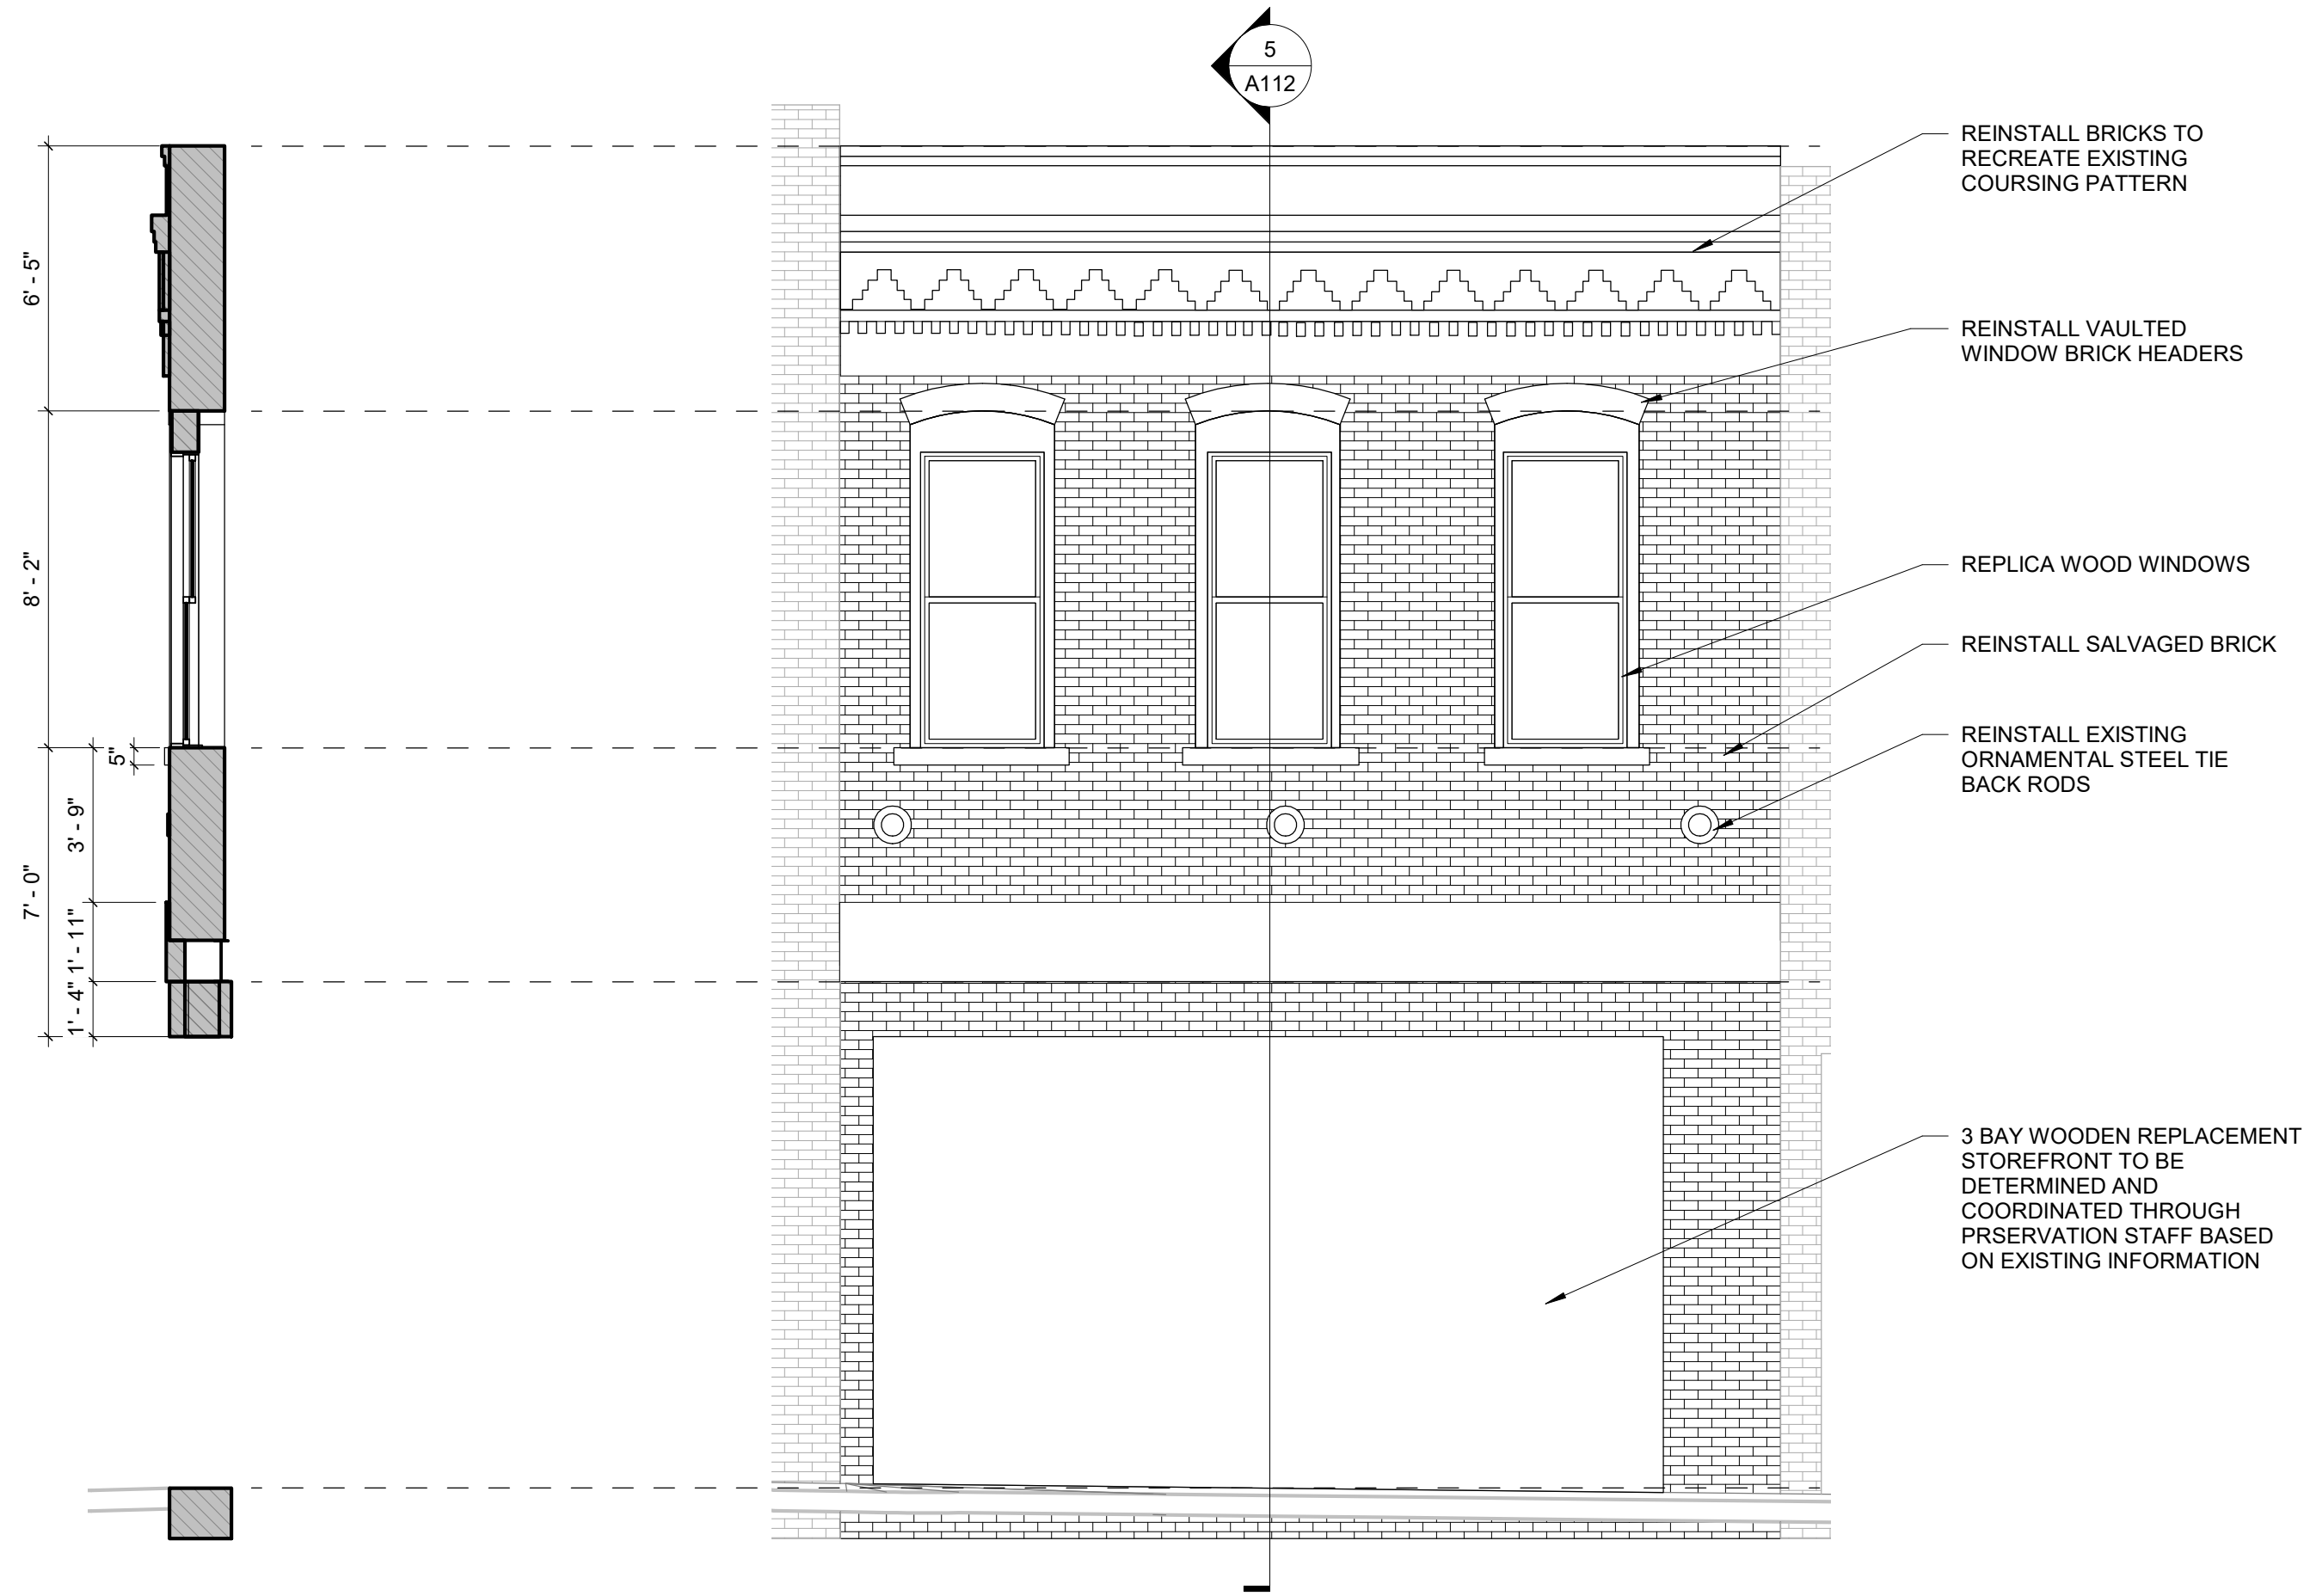 5
A112
REINSTALL BRICKS TO
RECREATE EXISTING
COURSING PATTERN
6' - 5"
REINSTALL VAULTED
WINDOW BRICK HEADERS
8' - 2"
REPLICA WOOD WINDOWS
REINSTALL SALVAGED BRICK
5"
REINSTALL EXISTING
ORNAMENTAL STEEL TIE
BACK RODS
3' - 9"
7' - 0"
1' - 11"
1' - 4"
3 BAY WOODEN REPLACEMENT
STOREFRONT TO BE
DETERMINED AND
COORDINATED THROUGH
PRSERVATION STAFF BASED
ON EXISTING INFORMATION